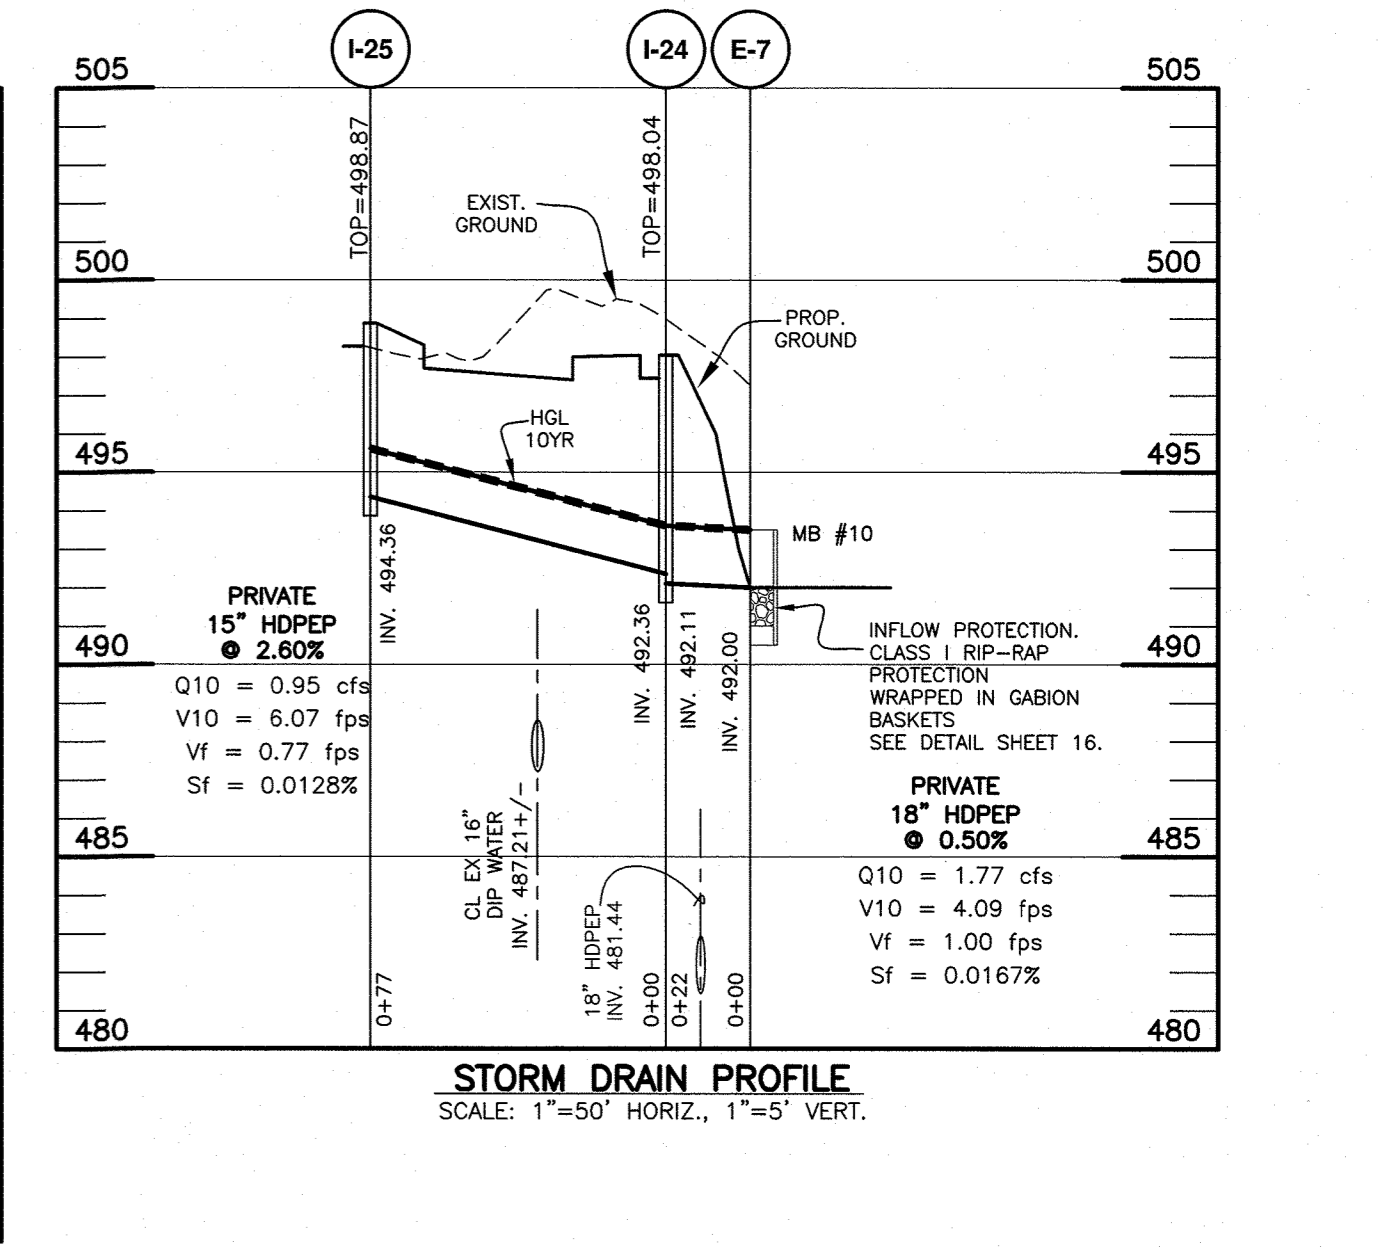 I-25
I-24
E-7
505
505
TOP=498.87
TOP=498.04
EXIST.
GROUND
500
500
PROP.
GROUND
HGL
10YR
495
495
MB #10
INV. 494.36
PRIVATE
15" HDPEP
@ 2.60%
Q10 = 0.95 cfs
V10 = 6.07 fps
Vf = 0.77 fps
Sf = 0.0128%
490
490
INV. 492.36
INV. 492.11
INV. 492.00
INFLOW PROTECTION.
CLASS I RIP-RAP
PROTECTION
WRAPPED IN GABION
BASKETS
SEE DETAIL SHEET 16.
PRIVATE
18" HDPEP
@ 0.50%
Q10 = 1.77 cfs
V10 = 4.09 fps
Vf = 1.00 fps
Sf = 0.0167%
CL EX 16"
DIP WATER
INV. 487.21+/-
485
485
18" HDPEP
INV. 481.44
0+77
0+00
0+22
0+00
480
480
STORM DRAIN PROFILE
SCALE: 1"=50' HORIZ., 1"=5' VERT.